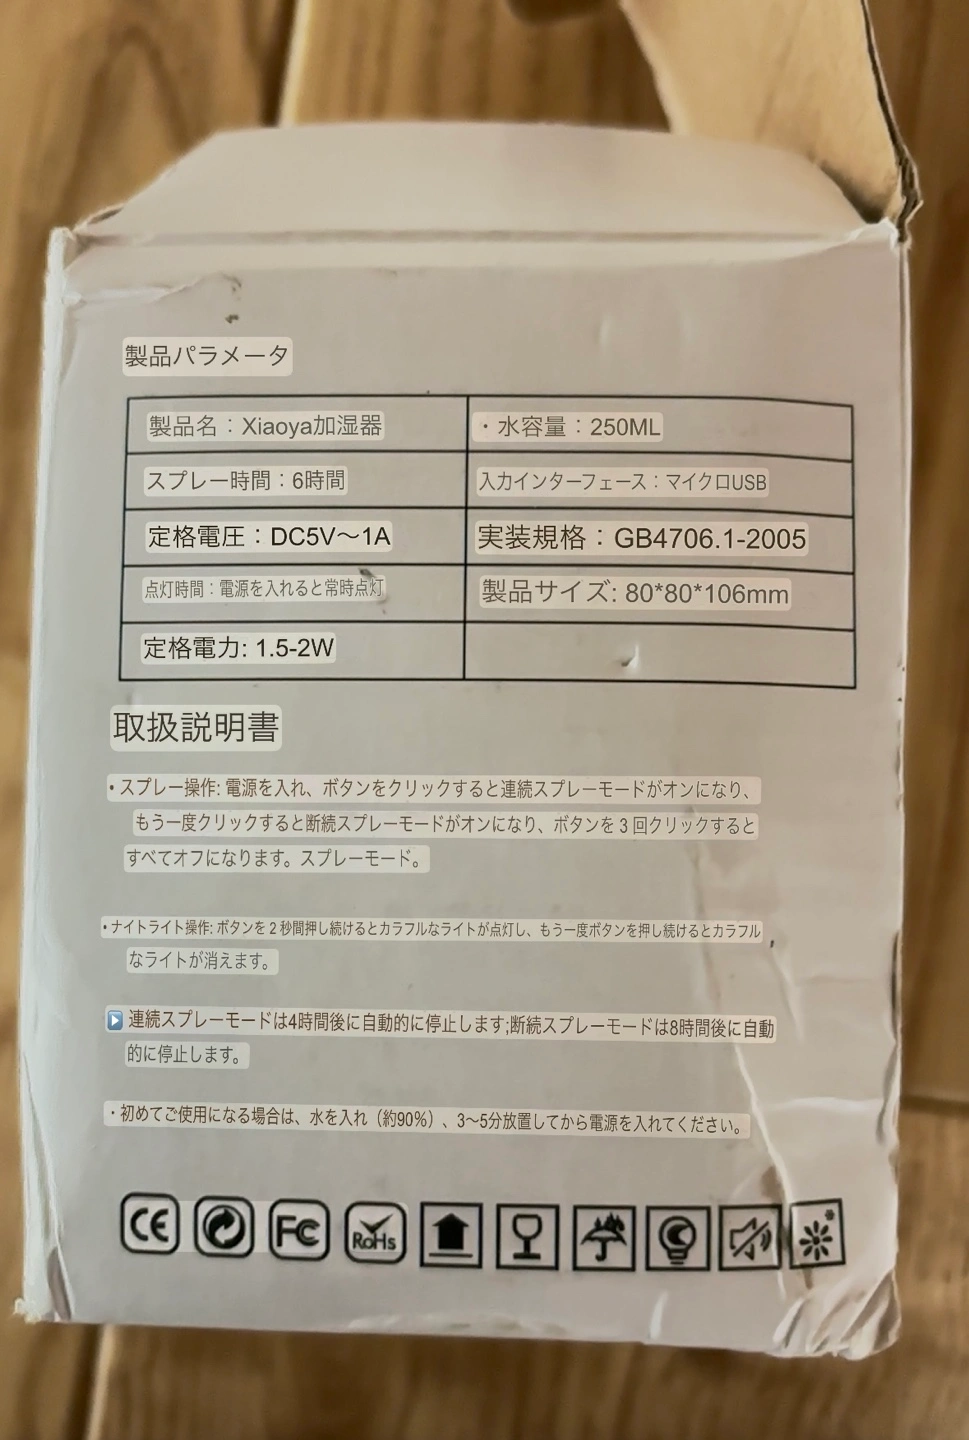 製品パラメータ
製品名：Xiaoya加湿器
・水容量：250ML
スプレー時間：6時間
入力インターフェース：マイクロUSB
定格電圧：DC5V～1A
実装規格：GB4706.1-2005
点灯時間：電源を入れると常時点灯
製品サイズ: 80*80*106mm
定格電力: 1.5-2W
取扱説明書
• スプレー操作: 電源を入れ、ボタンをクリックすると連続スプレーモードがオンになり、
もう一度クリックすると断続スプレーモードがオンになり、ボタンを 3 回クリックすると
すべてオフになります。スプレーモード。
• ナイトライト操作: ボタンを 2 秒間押し続けるとカラフルなライトが点灯し、もう一度ボタンを押し続けるとカラフル
なライトが消えます。
▶ 連続スプレーモードは4時間後に自動的に停止します;断続スプレーモードは8時間後に自動
的に停止します。
・初めてご使用になる場合は、水を入れ（約90%）、3～5分放置してから電源を入れてください。
CE
FC
RoHs